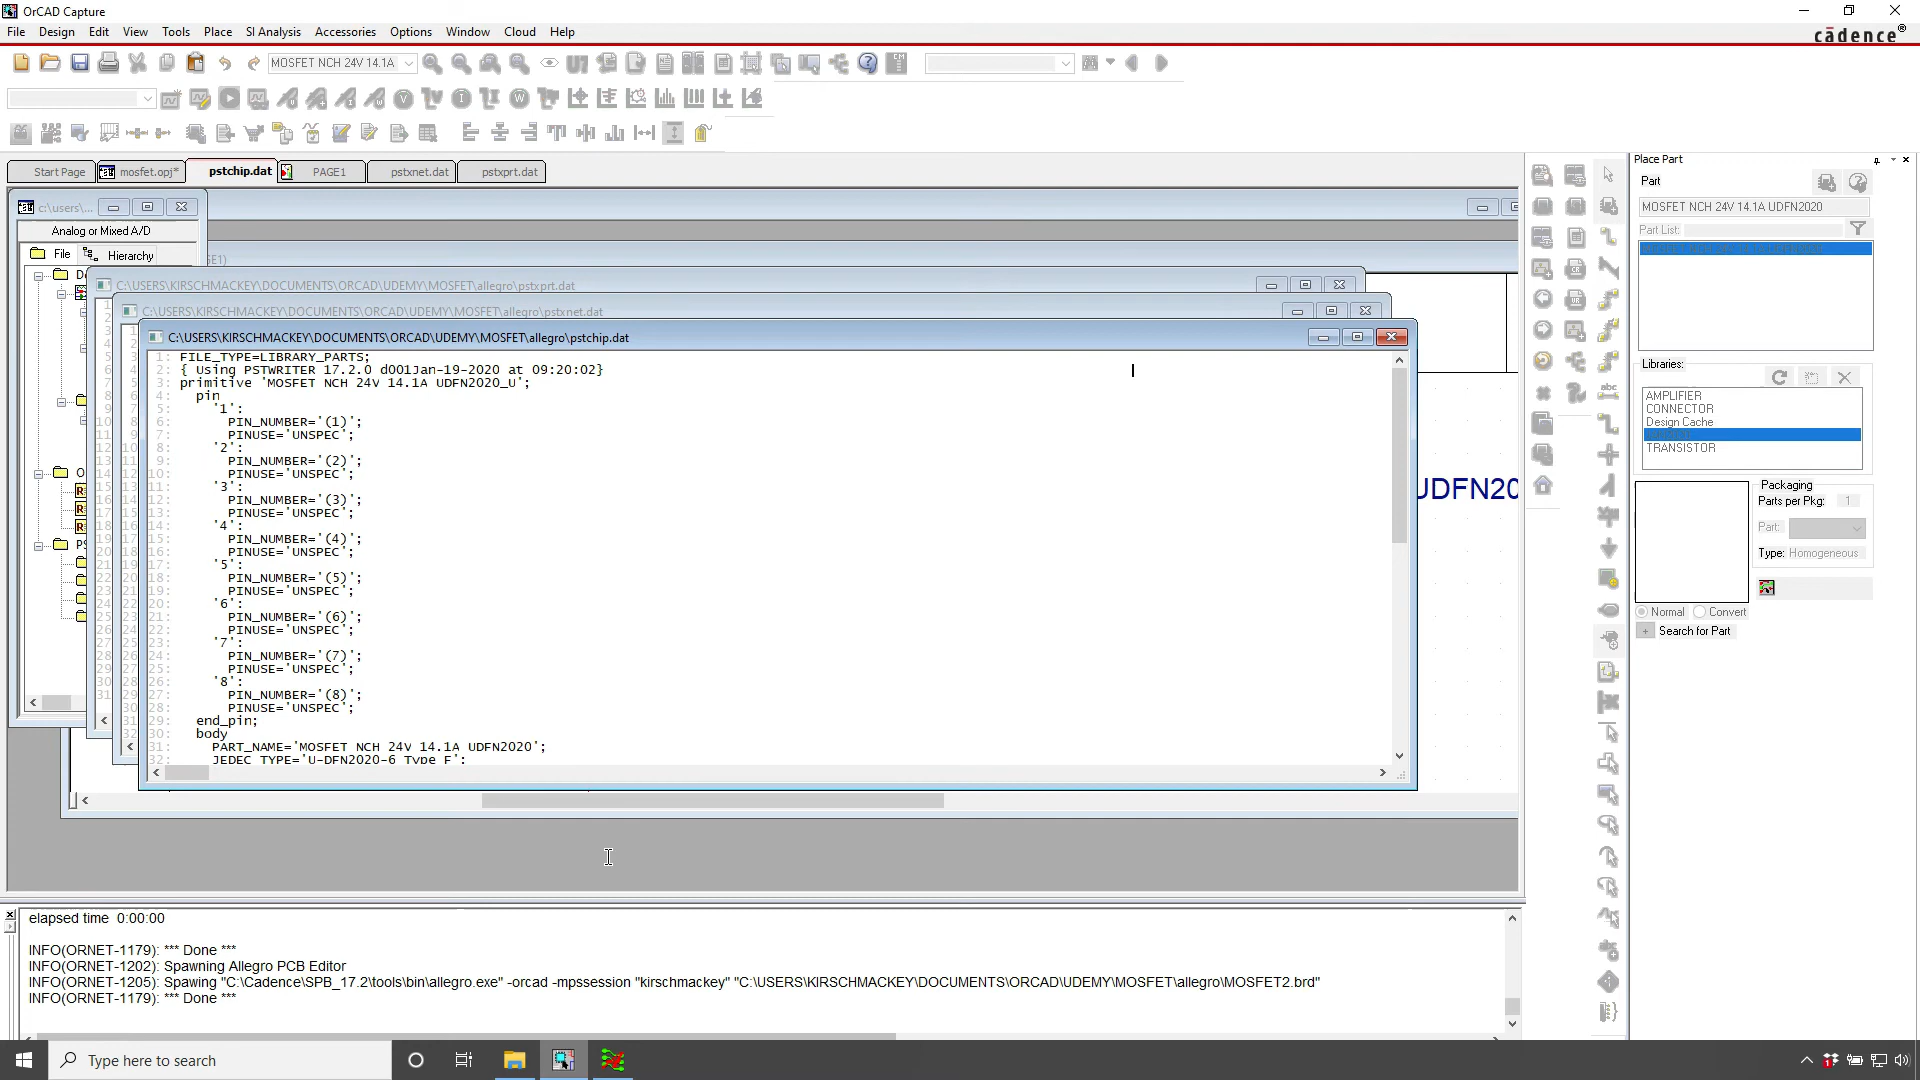 OrCAD Capture
File Design Edit View Tools Place SI Analysis Accessories Options Window Cloud Help
cādence®
MOSFET NCH 24V 14.1A
Start Page mosfet.opj* pstchip.dat PAGE1 pstxnet.dat pstxprt.dat
Place Part
Part
MOSFET NCH 24V 14.1A UDFN2020
Part List:
Libraries:
AMPLIFIER
CONNECTOR
Design Cache
TRANSISTOR
Packaging
Parts per Pkg: 1
Part:
Type: Homogeneous
Normal Convert
+ Search for Part
c:\users\...
Analog or Mixed A/D
File Hierarchy
GE1)
C:\USERS\KIRSCHMACKEY\DOCUMENTS\ORCAD\UDEMY\MOSFET\allegro\pstxprt.dat
C:\USERS\KIRSCHMACKEY\DOCUMENTS\ORCAD\UDEMY\MOSFET\allegro\pstxnet.dat
C:\USERS\KIRSCHMACKEY\DOCUMENTS\ORCAD\UDEMY\MOSFET\allegro\pstchip.dat
1: FILE_TYPE=LIBRARY_PARTS;
2: { Using PSTWRITER 17.2.0 d001Jan-19-2020 at 09:20:02}
3: primitive 'MOSFET NCH 24V 14.1A UDFN2020_U';
4: pin
5: '1':
6: PIN_NUMBER='(1)';
7: PINUSE='UNSPEC';
8: '2':
9: PIN_NUMBER='(2)';
10: PINUSE='UNSPEC';
11: '3':
12: PIN_NUMBER='(3)';
13: PINUSE='UNSPEC';
14: '4':
15: PIN_NUMBER='(4)';
16: PINUSE='UNSPEC';
17: '5':
18: PIN_NUMBER='(5)';
19: PINUSE='UNSPEC';
20: '6':
21: PIN_NUMBER='(6)';
22: PINUSE='UNSPEC';
23: '7':
24: PIN_NUMBER='(7)';
25: PINUSE='UNSPEC';
26: '8':
27: PIN_NUMBER='(8)';
28: PINUSE='UNSPEC';
29: end_pin;
30: body
31: PART_NAME='MOSFET NCH 24V 14.1A UDFN2020';
32: JEDEC_TYPE='U-DFN2020-6 Type F';
UDFN20
elapsed time 0:00:00
INFO(ORNET-1179): *** Done ***
INFO(ORNET-1202): Spawning Allegro PCB Editor
INFO(ORNET-1205): Spawing "C:\Cadence\SPB_17.2\tools\bin\allegro.exe" -orcad -mpssession "kirschmackey" "C:\USERS\KIRSCHMACKEY\DOCUMENTS\ORCAD\UDEMY\MOSFET\allegro\MOSFET2.brd"
INFO(ORNET-1179): *** Done ***
Type here to search